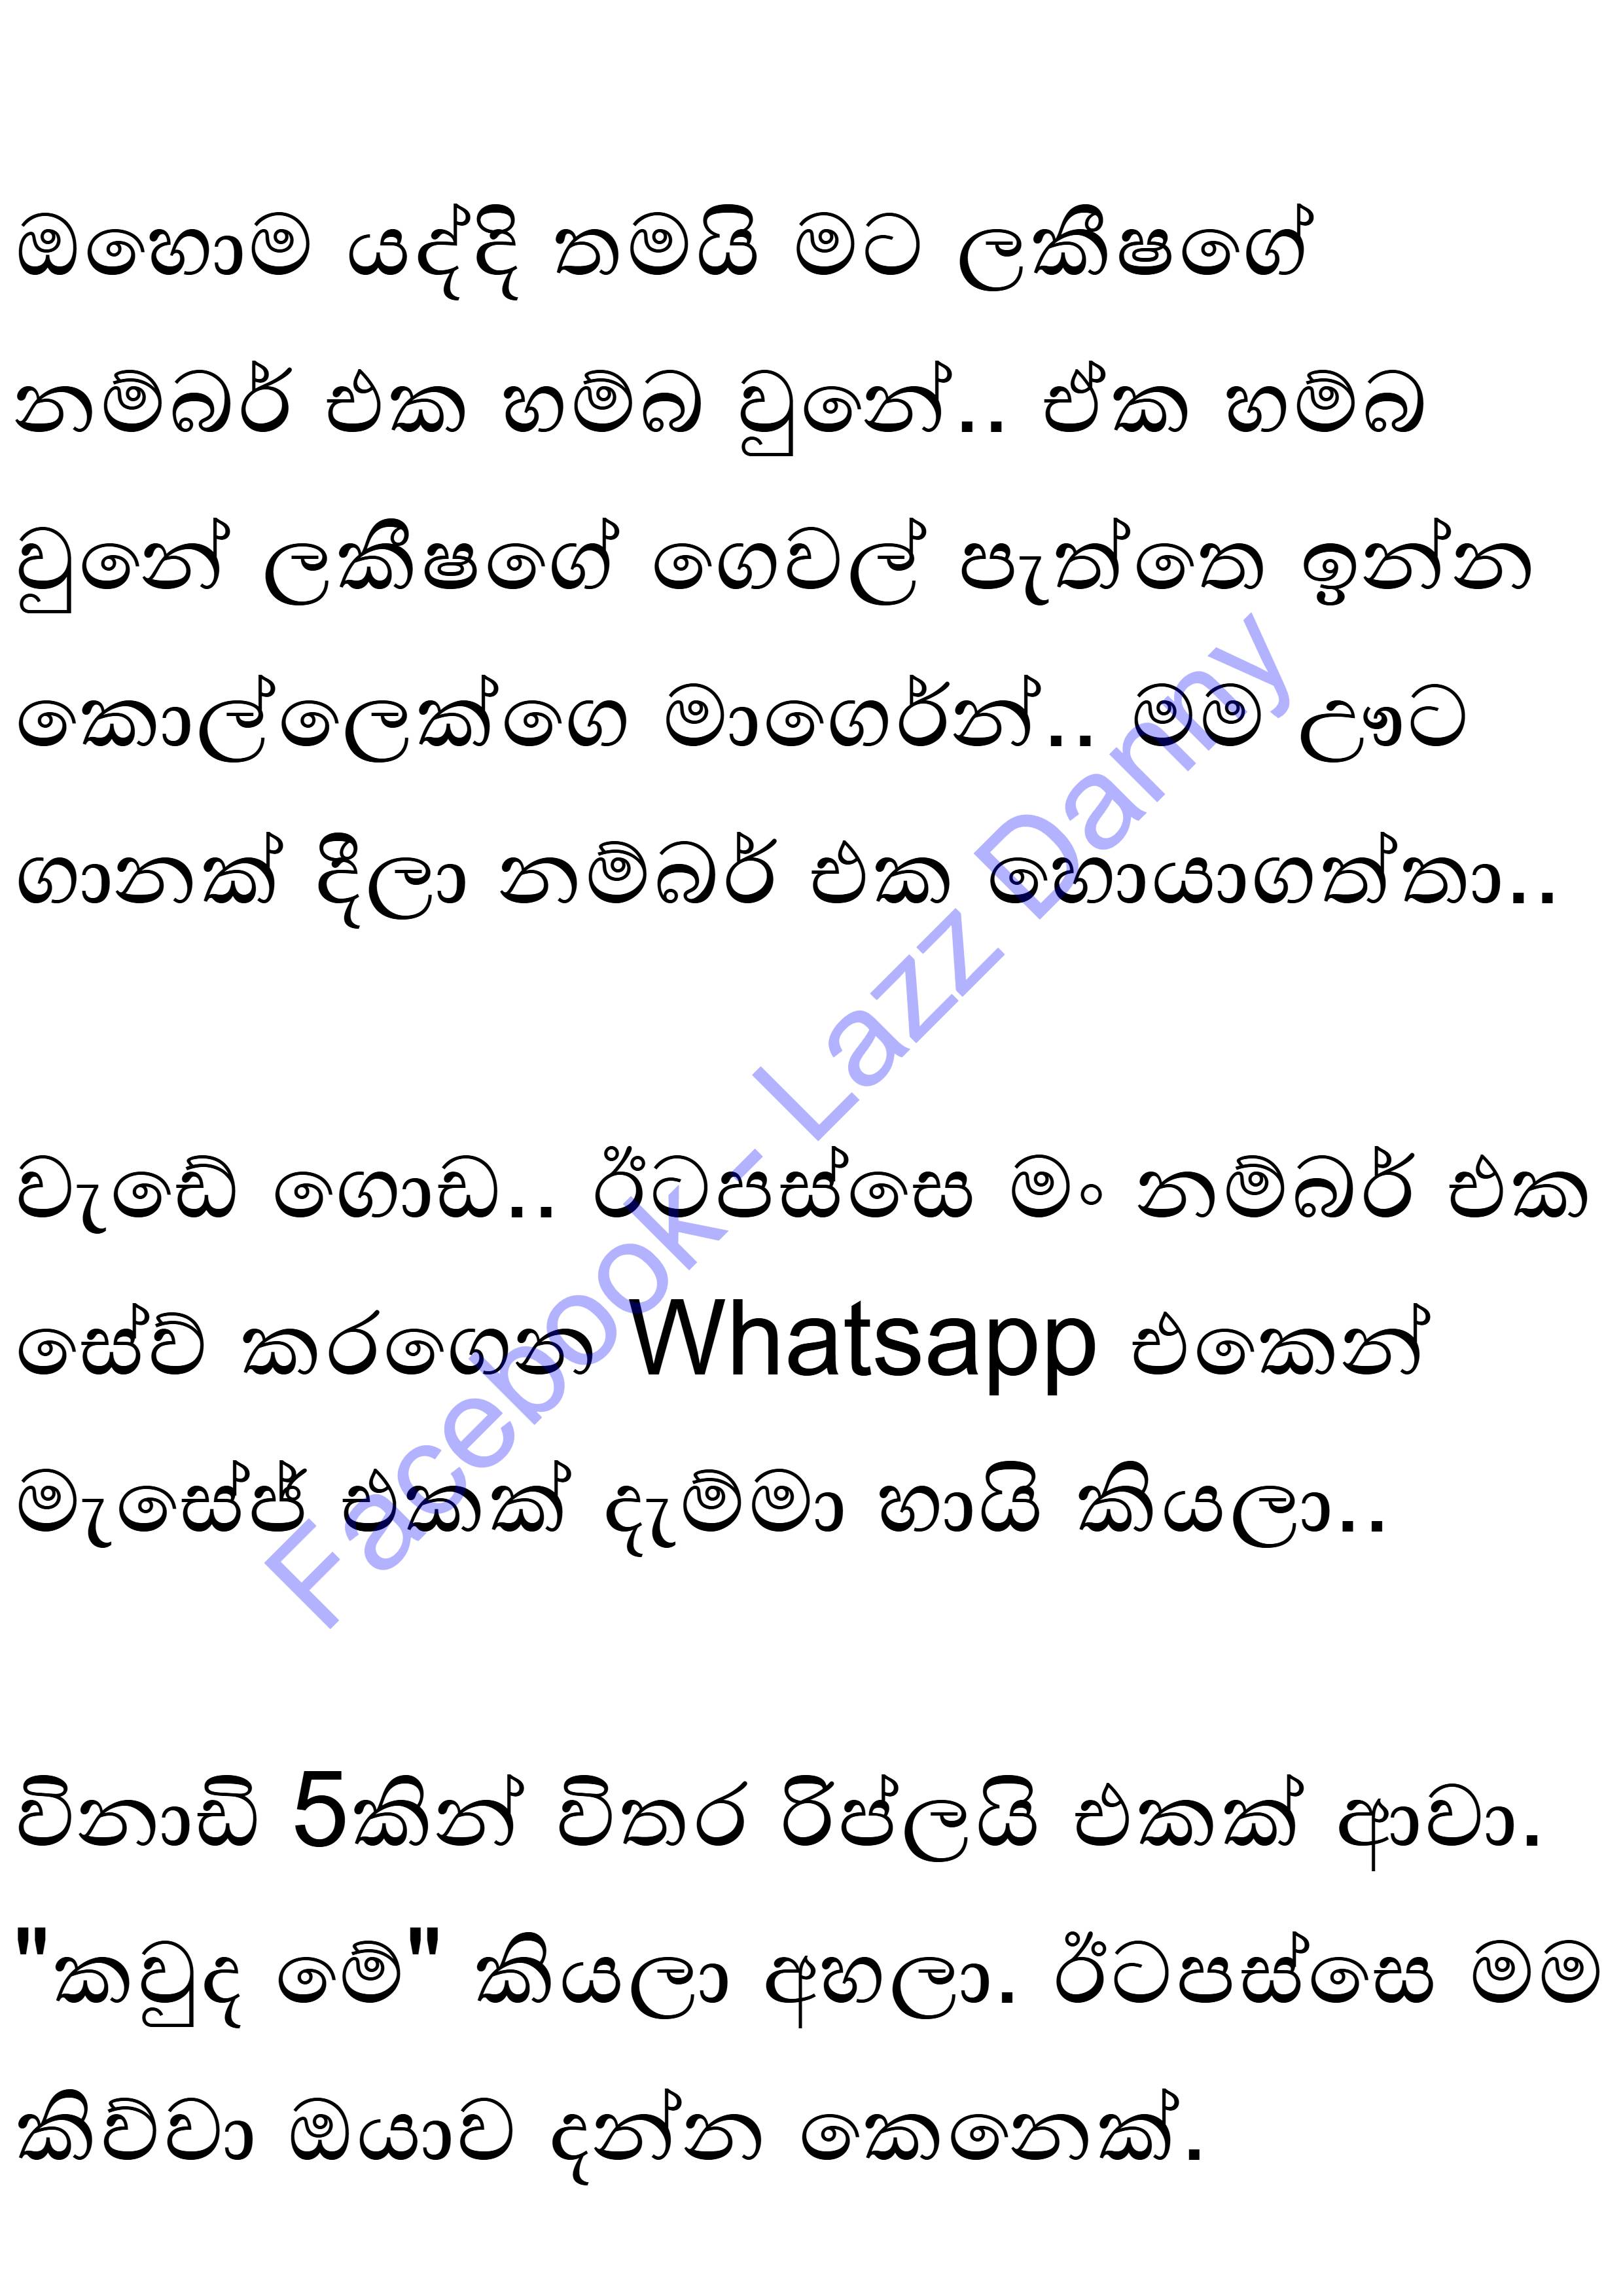 ඔහොම යද්දි තමයි මට ලකීෂගේ
නම්බර් එක හම්බ වුනේ.. ඒක හම්බ
වුනේ ලකීෂගේ ගෙවල් පැත්තෙ ඉන්න
කොල්ලෙක්ගෙ මාගෙර්න්.. මම ඌට
ගානක් දීලා නම්බර් එක හොයාගත්තා..
වැඩේ ගොඩ.. ඊටපස්සෙ මං නම්බර් එක
සේව් කරගෙන Whatsapp එකෙන්
මැසේජ් එකක් දැම්මා හායි කියලා..
විනාඩි 5කින් විතර රිප්ලයි එකක් ආවා.
"කවුද මේ" කියලා අහලා. ඊටපස්සෙ මම
කිව්වා ඔයාව දන්න කෙනෙක්.
Facebook - Lazz Danny